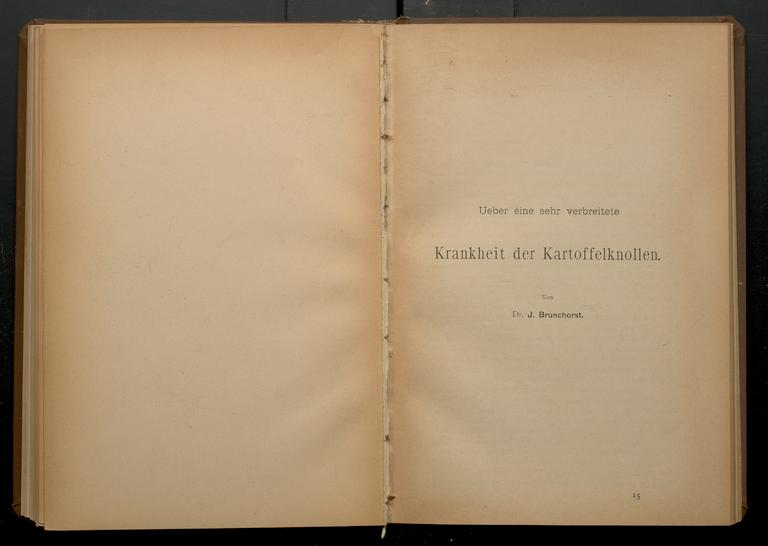 Ueber eine sehr verbreitete
Krankheit der Kartoffelknollen.
Von
Dr. J. Brunchorst.
15